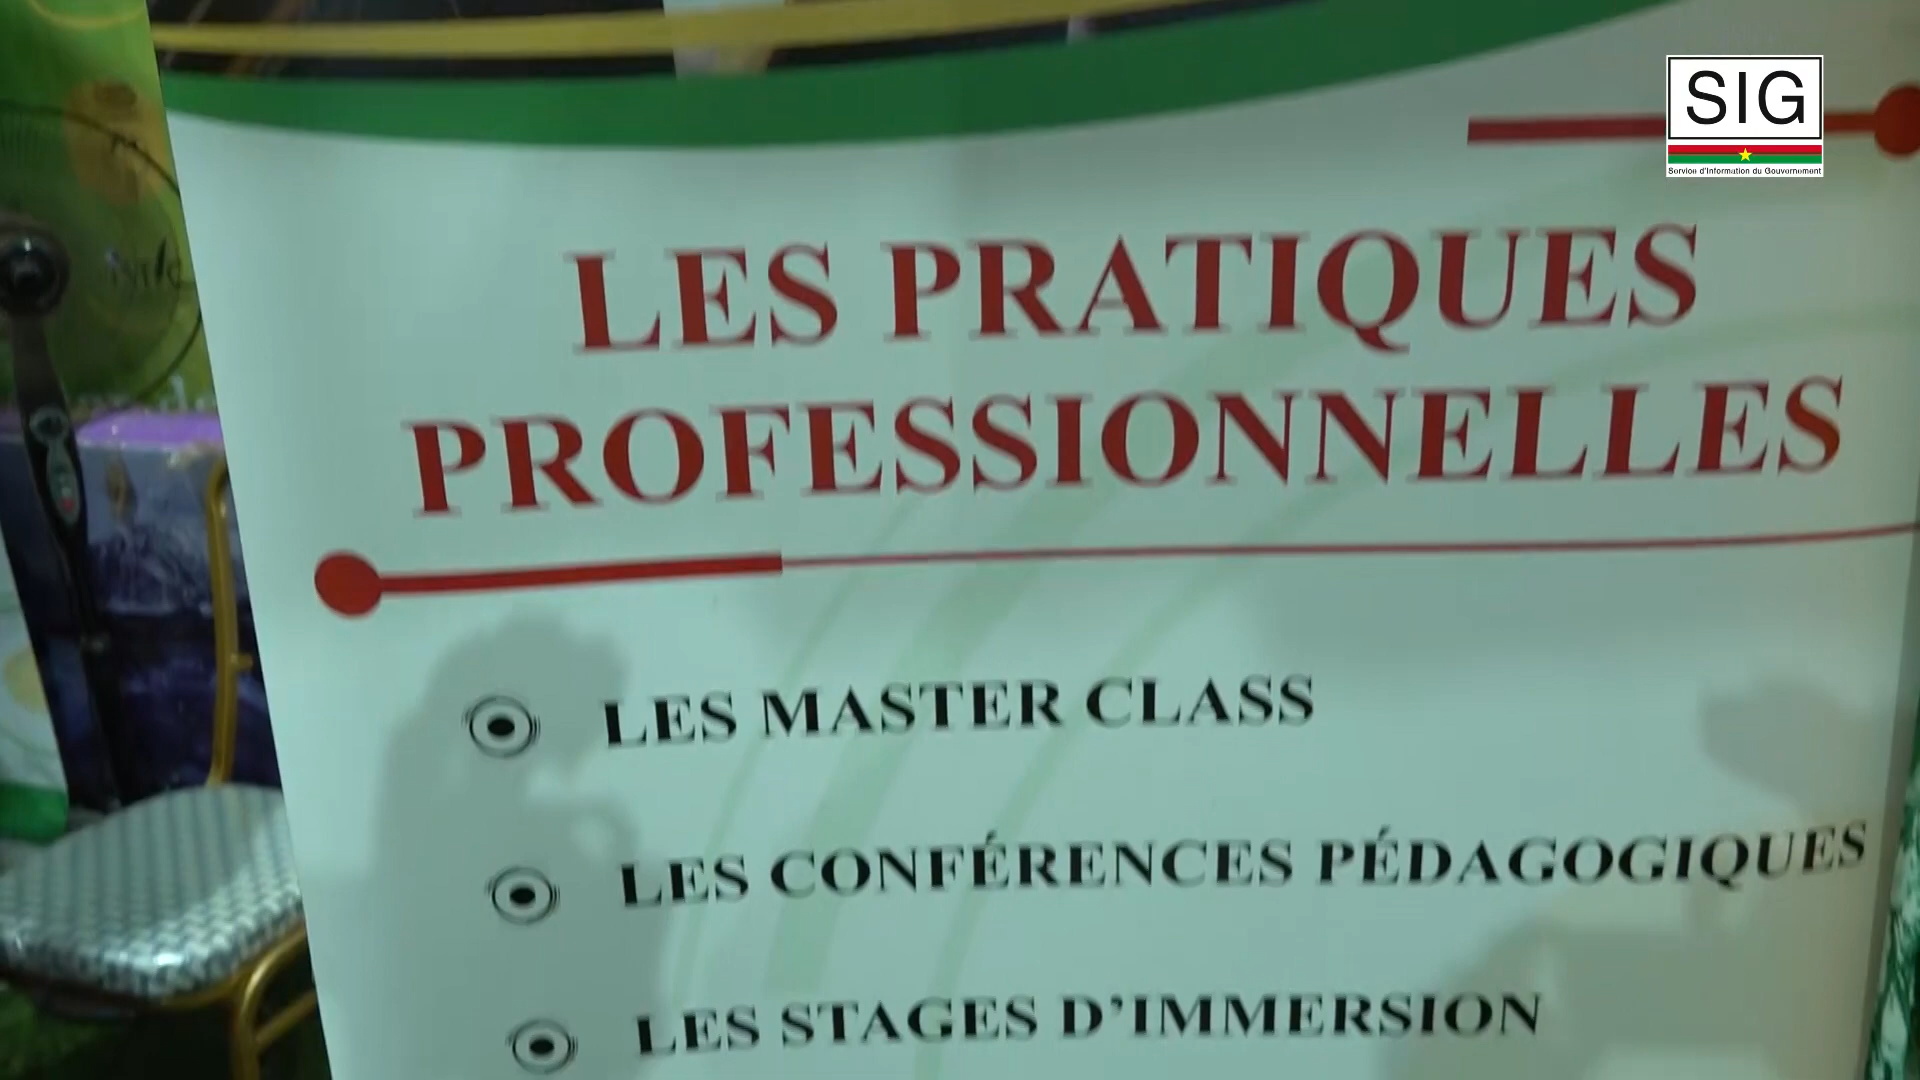 SIG
Service d'Information du Gouvernement
LES PRATIQUES
PROFESSIONNELLES
LES MASTER CLASS
LES CONFÉRENCES PÉDAGOGIQUES
LES STAGES D'IMMERSION